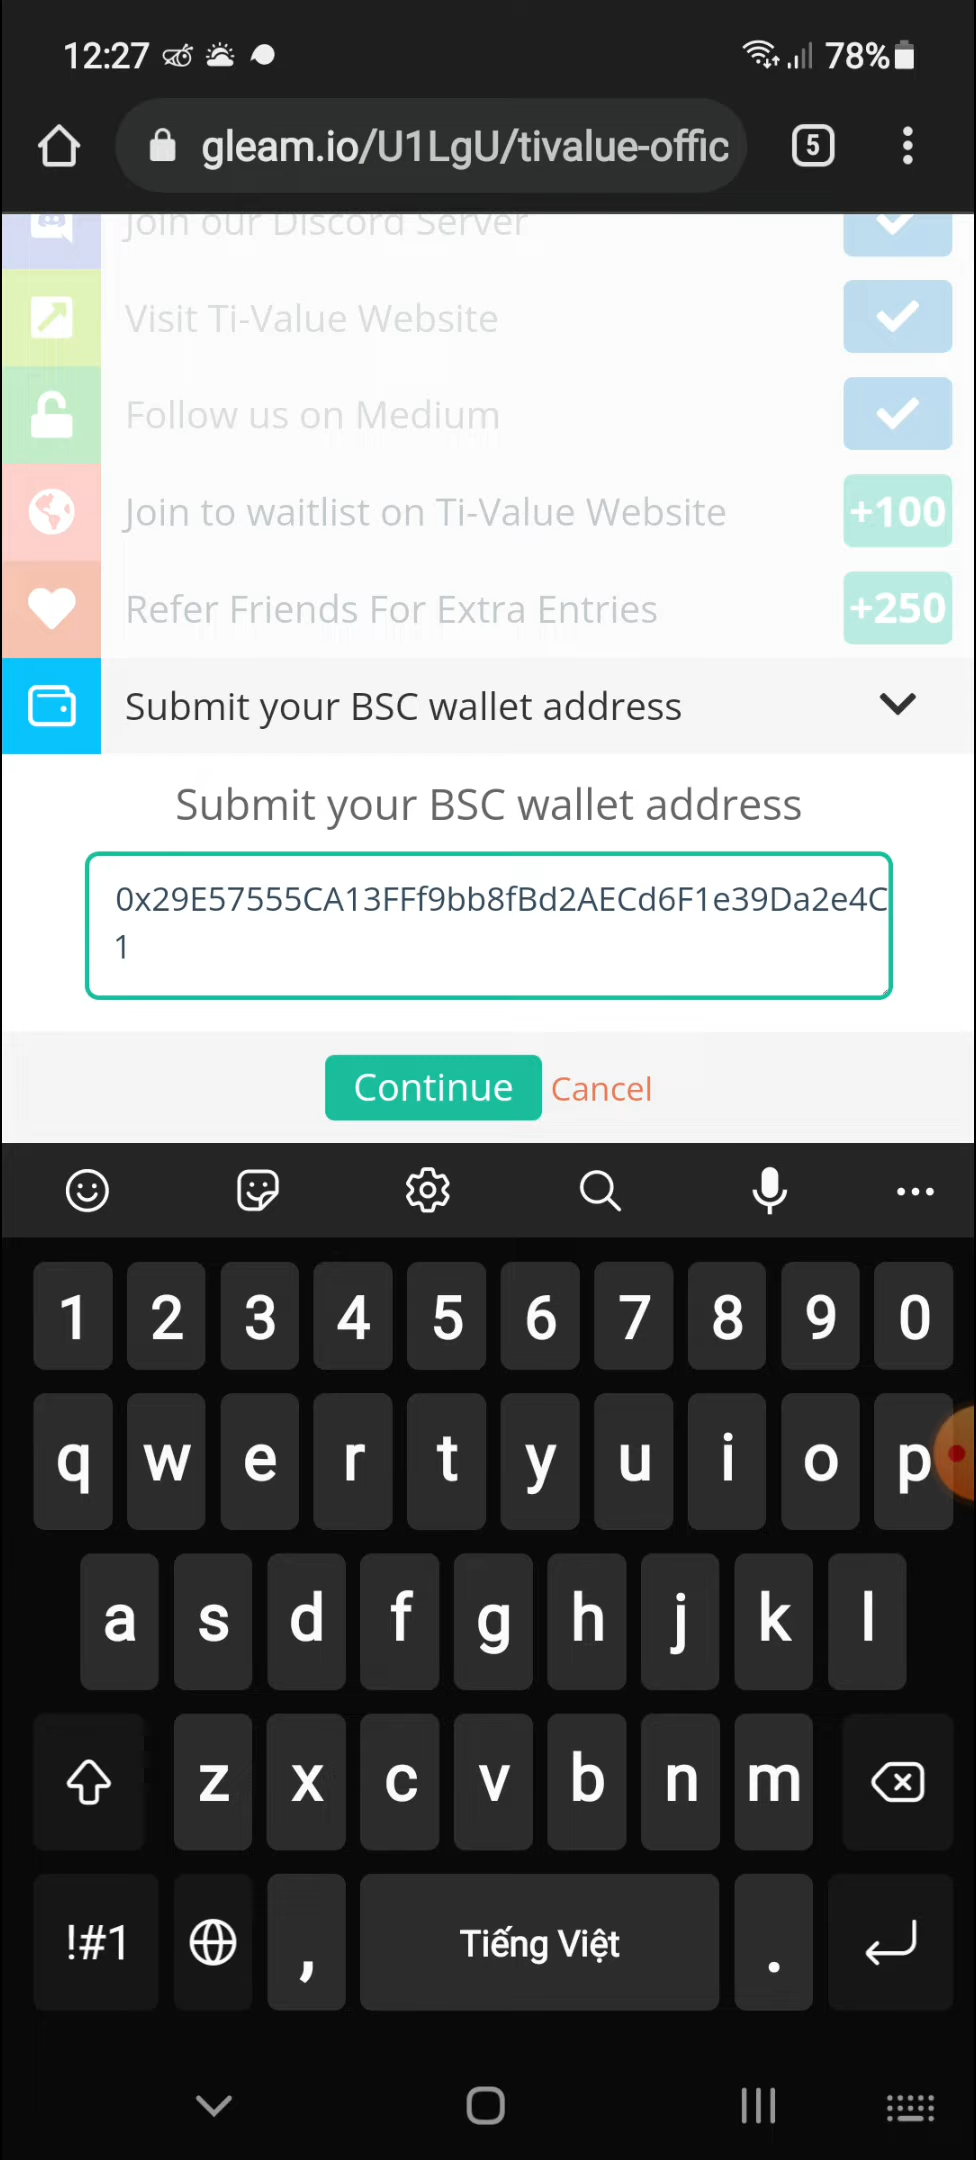 12:27
78%
gleam.io/U1LgU/tivalue-offic
5
Join our Discord Server
Visit Ti-Value Website
Follow us on Medium
Join to waitlist on Ti-Value Website
+100
Refer Friends For Extra Entries
+250
Submit your BSC wallet address
Submit your BSC wallet address
0x29E57555CA13FFf9bb8fBd2AECd6F1e39Da2e4C
1
Continue Cancel
1 2 3 4 5 6 7 8 9 0
q w e r t y u i o p
a s d f g h j k l
z x c v b n m
!#1 , Tiếng Việt .